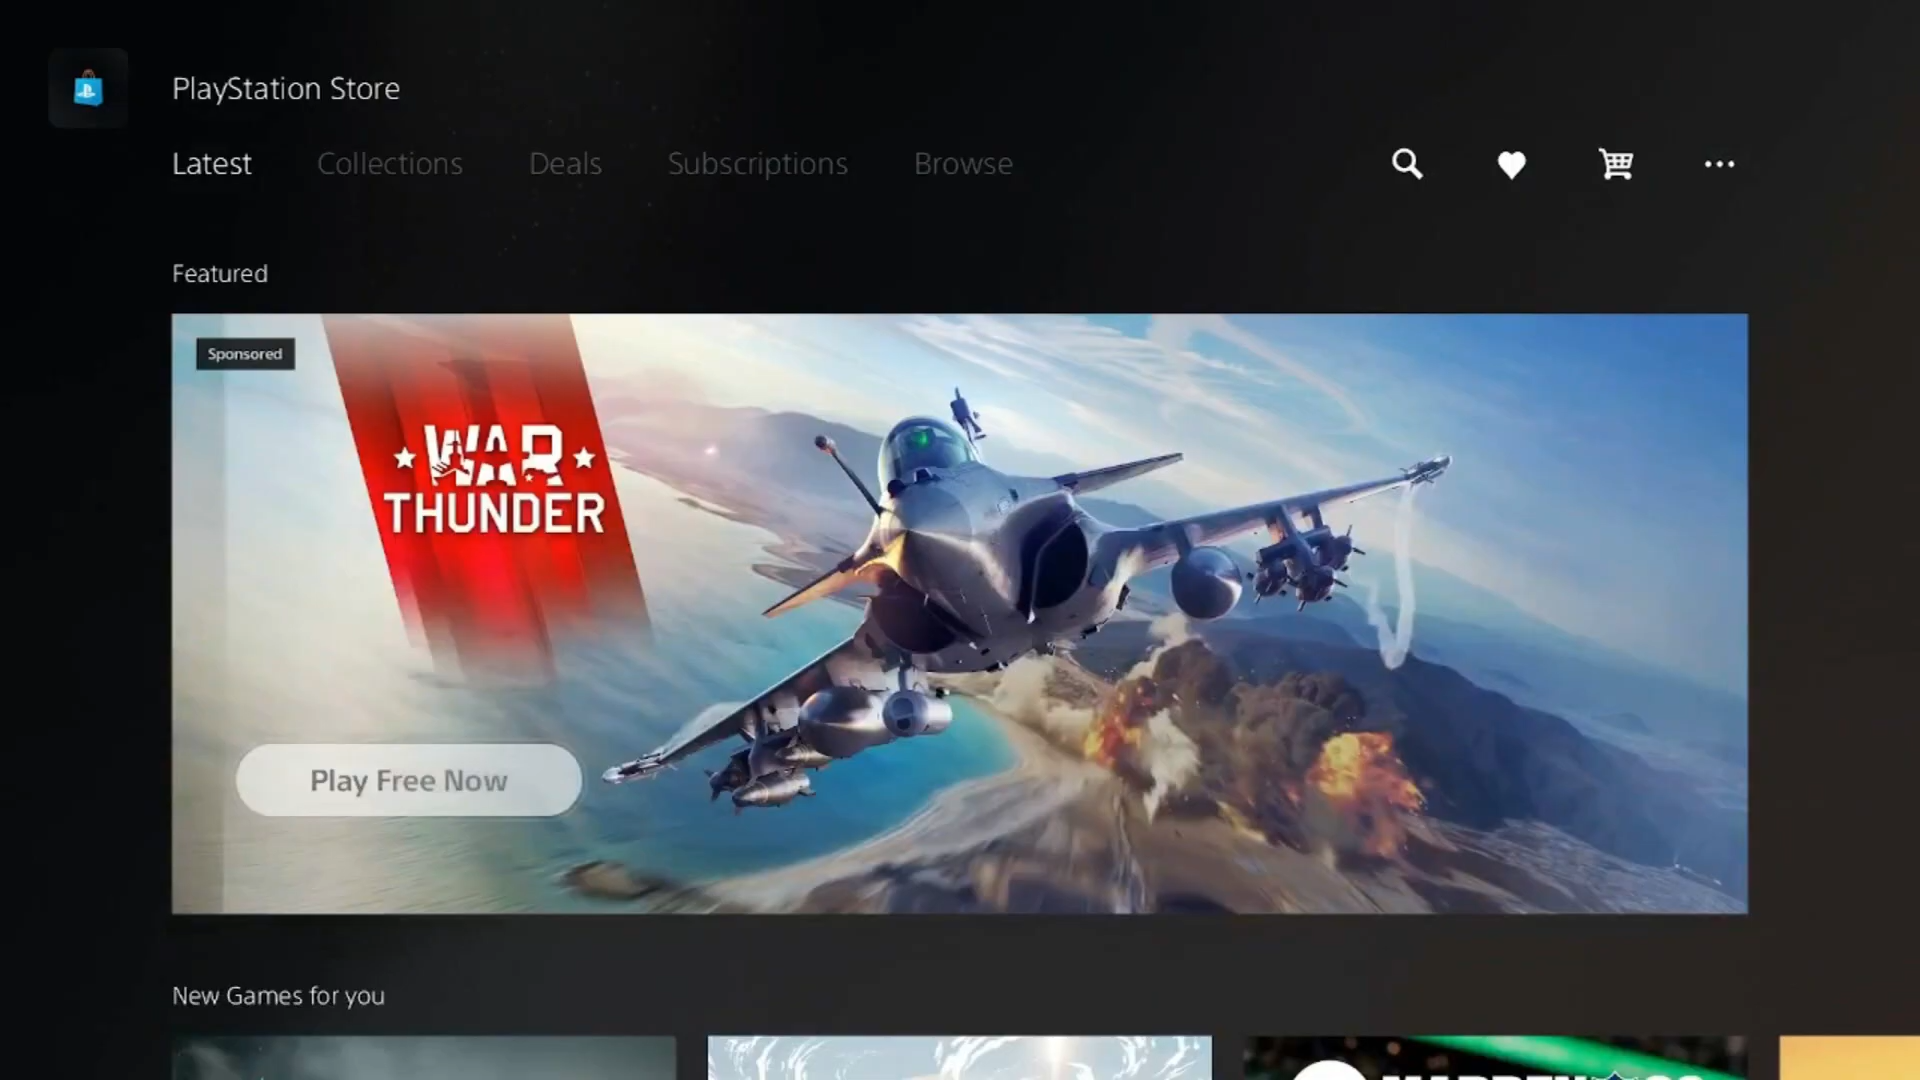 PlayStation Store
Latest
Collections
Deals
Subscriptions
Browse
Featured
Sponsored
WAR
THUNDER
Play Free Now
New Games for you